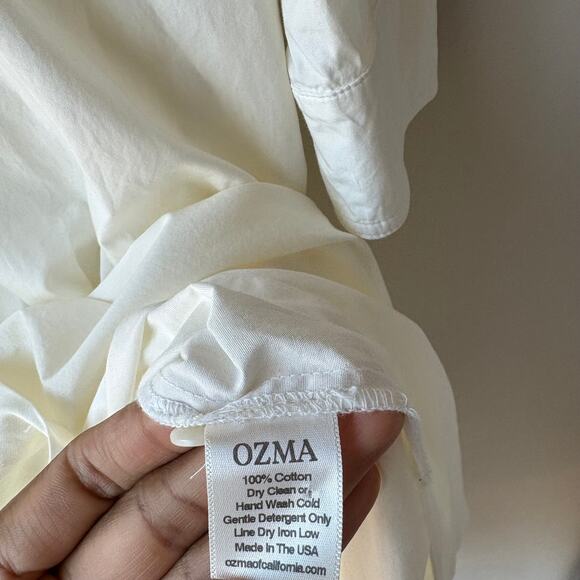 OZMA
100% Cotton
Dry Clean or
Hand Wash Cold
Gentle Detergent Only
Line Dry Iron Low
Made In The USA
ozmaofcalifornia.com